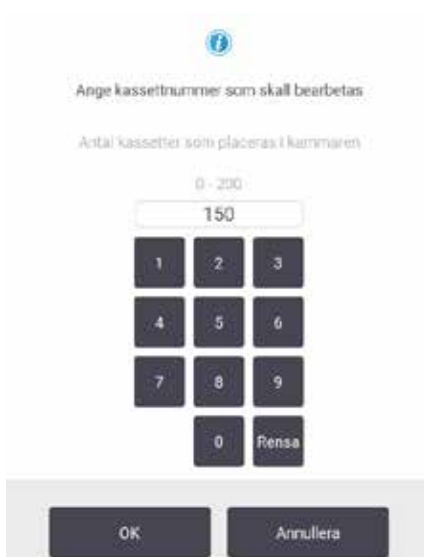 Ange kassettnummer som skall bearbetas
Antal kassetter som placeras i kammaren
0 - 200
150
1 2 3
4 5 6
7 8 9
0 Rensa
OK Annullera